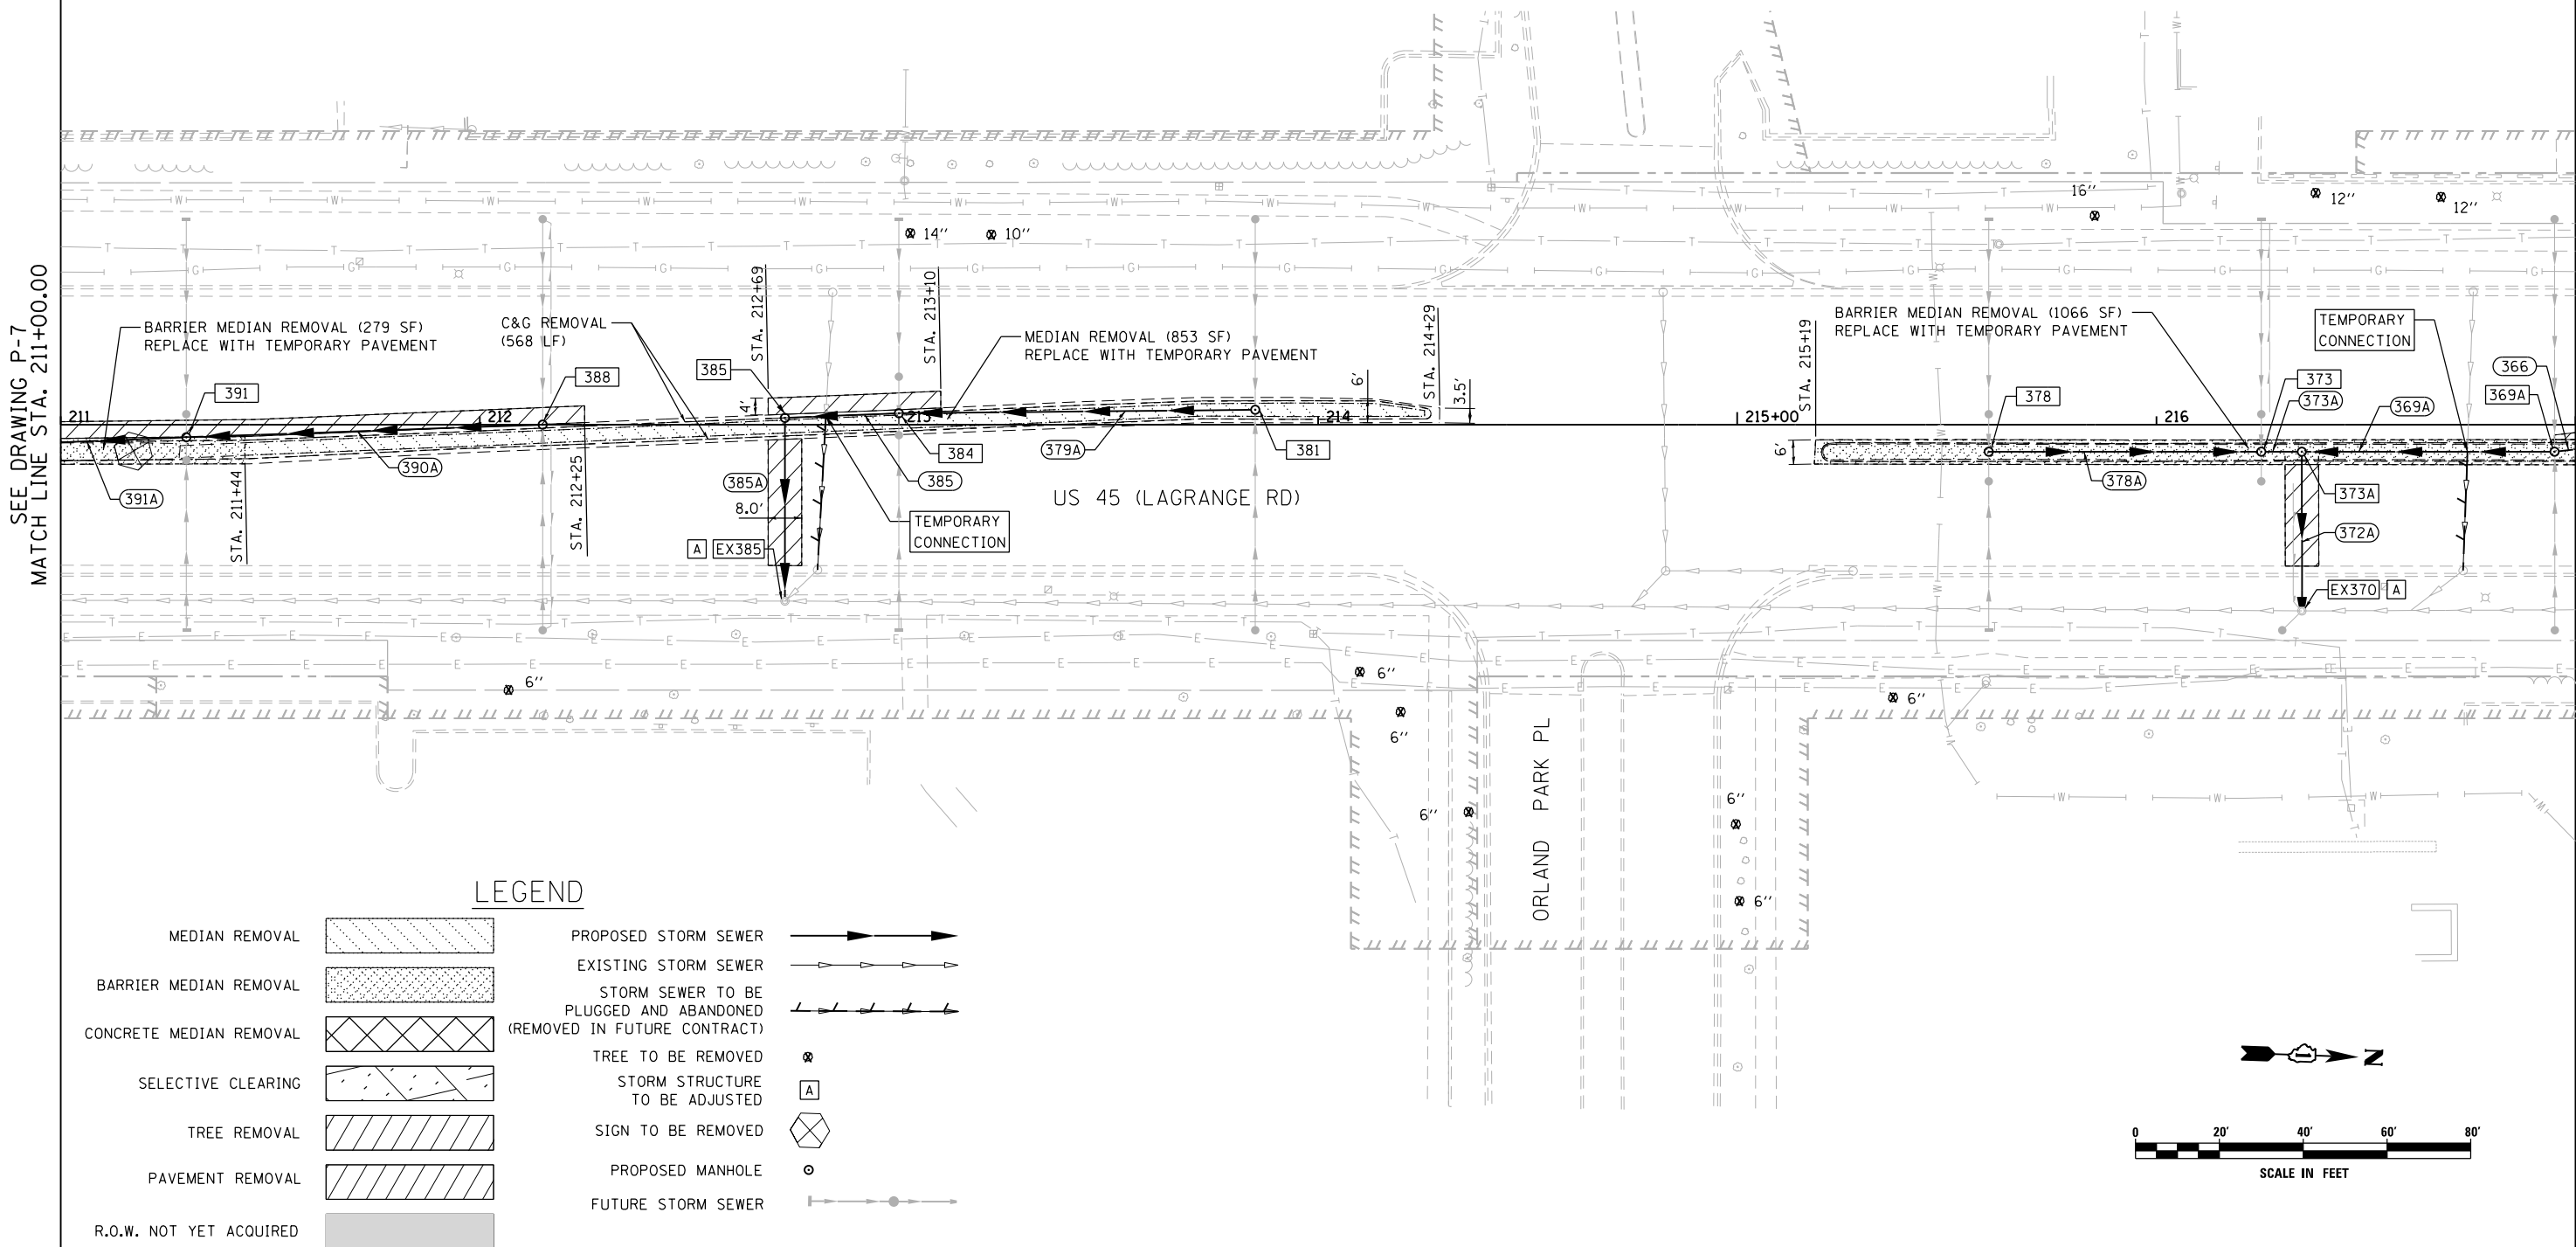 SEE DRAWING P-7
MATCH LINE STA. 211+00.00
16''
12''
12''
14''
10''
BARRIER MEDIAN REMOVAL (279 SF)
REPLACE WITH TEMPORARY PAVEMENT
C&G REMOVAL
(568 LF)
STA. 212+69
STA. 213+10
MEDIAN REMOVAL (853 SF)
REPLACE WITH TEMPORARY PAVEMENT
STA. 214+29
STA. 215+19
BARRIER MEDIAN REMOVAL (1066 SF)
REPLACE WITH TEMPORARY PAVEMENT
TEMPORARY
CONNECTION
366
369A
391
388
385
4'
6'
3.5'
378
373
373A
369A
211
212
213
214
215+00
216
391A
390A
STA. 211+44
STA. 212+25
385A
8.0'
385
384
379A
381
6'
378A
373A
372A
US 45 (LAGRANGE RD)
TEMPORARY
CONNECTION
A
EX385
EX370
A
6''
6''
6''
6''
6''
6''
6''
ORLAND PARK PL
LEGEND
MEDIAN REMOVAL
BARRIER MEDIAN REMOVAL
CONCRETE MEDIAN REMOVAL
SELECTIVE CLEARING
TREE REMOVAL
PAVEMENT REMOVAL
R.O.W. NOT YET ACQUIRED
PROPOSED STORM SEWER
EXISTING STORM SEWER
STORM SEWER TO BE
PLUGGED AND ABANDONED
(REMOVED IN FUTURE CONTRACT)
TREE TO BE REMOVED
STORM STRUCTURE
TO BE ADJUSTED
A
SIGN TO BE REMOVED
PROPOSED MANHOLE
FUTURE STORM SEWER
N
0 20' 40' 60' 80'
SCALE IN FEET